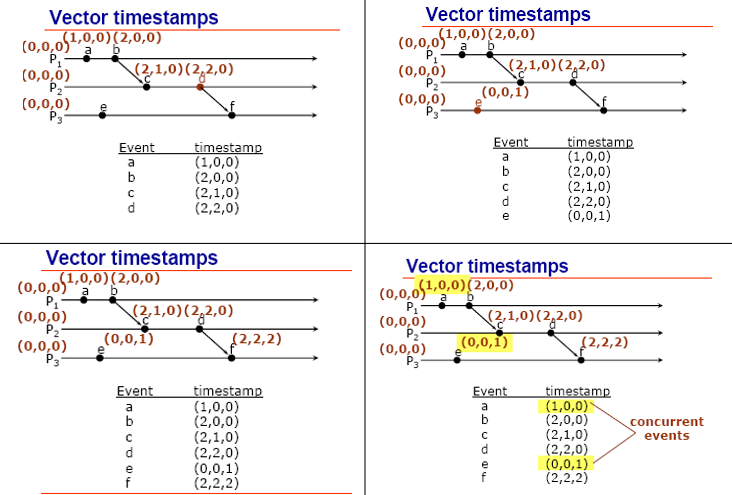 Vector timestamps
(1,0,0)(2,0,0)
(0,0,0)
a b
P1
(2,1,0)(2,2,0)
(0,0,0)
c d
P2
(0,0,0)
e f
P3
Event timestamp
a (1,0,0)
b (2,0,0)
c (2,1,0)
d (2,2,0)
Vector timestamps
(1,0,0)(2,0,0)
(0,0,0)
a b
P1
(2,1,0)(2,2,0)
(0,0,0)
c d
P2
(0,0,1)
(0,0,0)
e f
P3
Event timestamp
a (1,0,0)
b (2,0,0)
c (2,1,0)
d (2,2,0)
e (0,0,1)
Vector timestamps
(1,0,0)(2,0,0)
(0,0,0)
a b
P1
(2,1,0)(2,2,0)
(0,0,0)
c d
P2
(0,0,1) (2,2,2)
(0,0,0)
e f
P3
Event timestamp
a (1,0,0)
b (2,0,0)
c (2,1,0)
d (2,2,0)
e (0,0,1)
f (2,2,2)
Vector timestamps
(1,0,0)(2,0,0)
(0,0,0)
a b
P1
(2,1,0)(2,2,0)
(0,0,0)
c d
P2
(0,0,1) (2,2,2)
(0,0,0)
e f
P3
Event timestamp
a (1,0,0)
b (2,0,0)
c (2,1,0)
d (2,2,0)
e (0,0,1)
f (2,2,2)
concurrent
events